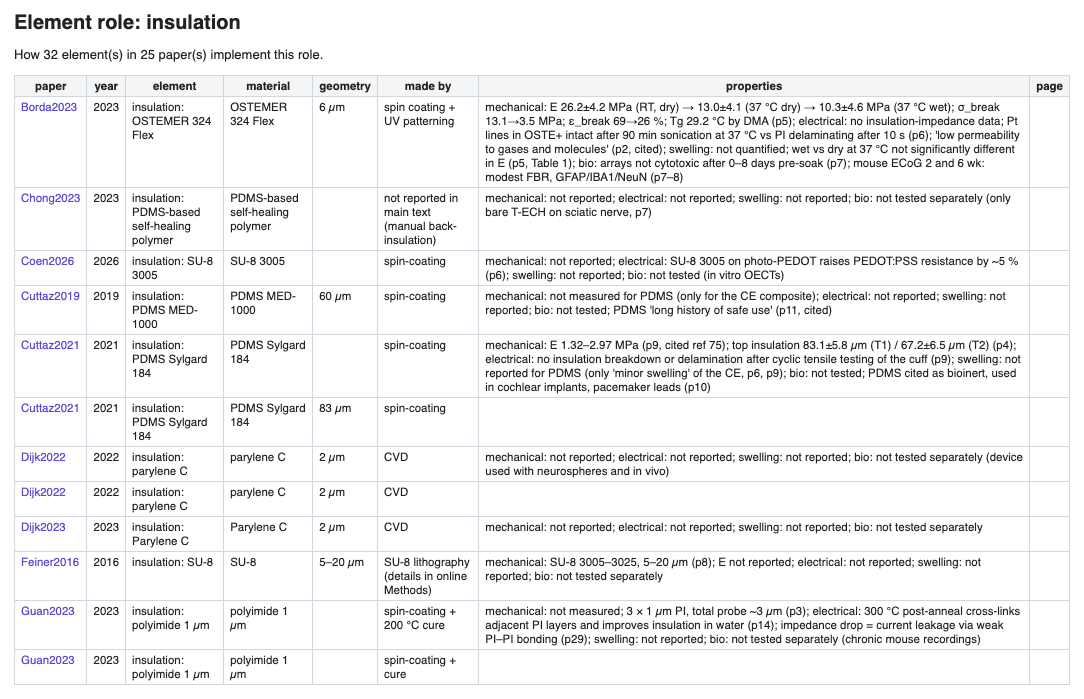 Element role: insulation
How 32 element(s) in 25 paper(s) implement this role.
paper year element material geometry made by properties page
Borda2023 2023 insulation: OSTEMER 324 Flex OSTEMER 324 Flex 6 µm spin coating + UV patterning mechanical: E 26.2±4.2 MPa (RT, dry) → 13.0±4.1 (37 °C dry) → 10.3±4.6 MPa (37 °C wet); σ_break
13.1→3.5 MPa; ε_break 69→26 %; Tg 29.2 °C by DMA (p5); electrical: no insulation-impedance data; Pt
lines in OSTE+ intact after 90 min sonication at 37 °C vs PI delaminating after 10 s (p6); 'low permeability
to gases and molecules' (p2, cited); swelling: not quantified; wet vs dry at 37 °C not significantly different
in E (p5, Table 1); bio: arrays not cytotoxic after 0–8 days pre-soak (p7); mouse ECoG 2 and 6 wk:
modest FBR, GFAP/IBA1/NeuN (p7–8)
Chong2023 2023 insulation: PDMS-based self-healing polymer PDMS-based self-healing polymer not reported in main text (manual back-insulation) mechanical: not reported; electrical: not reported; swelling: not reported; bio: not tested separately (only
bare T-ECH on sciatic nerve, p7)
Coen2026 2026 insulation: SU-8 3005 SU-8 3005 spin-coating mechanical: not reported; electrical: SU-8 3005 on photo-PEDOT raises PEDOT:PSS resistance by ~5 %
(p6); swelling: not reported; bio: not tested (in vitro OECTs)
Cuttaz2019 2019 insulation: PDMS MED-1000 PDMS MED-1000 60 µm spin-coating mechanical: not measured for PDMS (only for the CE composite); electrical: not reported; swelling: not
reported; bio: not tested; PDMS 'long history of safe use' (p11, cited)
Cuttaz2021 2021 insulation: PDMS Sylgard 184 PDMS Sylgard 184 spin-coating mechanical: E 1.32–2.97 MPa (p9, cited ref 75); top insulation 83.1±5.8 µm (T1) / 67.2±6.5 µm (T2) (p4);
electrical: no insulation breakdown or delamination after cyclic tensile testing of the cuff (p9); swelling: not
reported for PDMS (only 'minor swelling' of the CE, p6, p9); bio: not tested; PDMS cited as bioinert, used
in cochlear implants, pacemaker leads (p10)
Cuttaz2021 2021 insulation: PDMS Sylgard 184 PDMS Sylgard 184 83 µm spin-coating
Dijk2022 2022 insulation: parylene C parylene C 2 µm CVD mechanical: not reported; electrical: not reported; swelling: not reported; bio: not tested separately (device
used with neurospheres and in vivo)
Dijk2022 2022 insulation: parylene C parylene C 2 µm CVD
Dijk2023 2023 insulation: Parylene C Parylene C 2 µm CVD mechanical: not reported; electrical: not reported; swelling: not reported; bio: not tested separately
Feiner2016 2016 insulation: SU-8 SU-8 5–20 µm SU-8 lithography (details in online Methods) mechanical: SU-8 3005–3025, 5–20 µm (p8); E not reported; electrical: not reported; swelling: not
reported; bio: not tested separately
Guan2023 2023 insulation: polyimide 1 µm polyimide 1 µm spin-coating + 200 °C cure mechanical: not measured; 3 × 1 µm PI, total probe ~3 µm (p3); electrical: 300 °C post-anneal cross-links
adjacent PI layers and improves insulation in water (p14); impedance drop = current leakage via weak
PI–PI bonding (p29); swelling: not reported; bio: not tested separately (chronic mouse recordings)
Guan2023 2023 insulation: polyimide 1 µm polyimide 1 µm spin-coating + cure